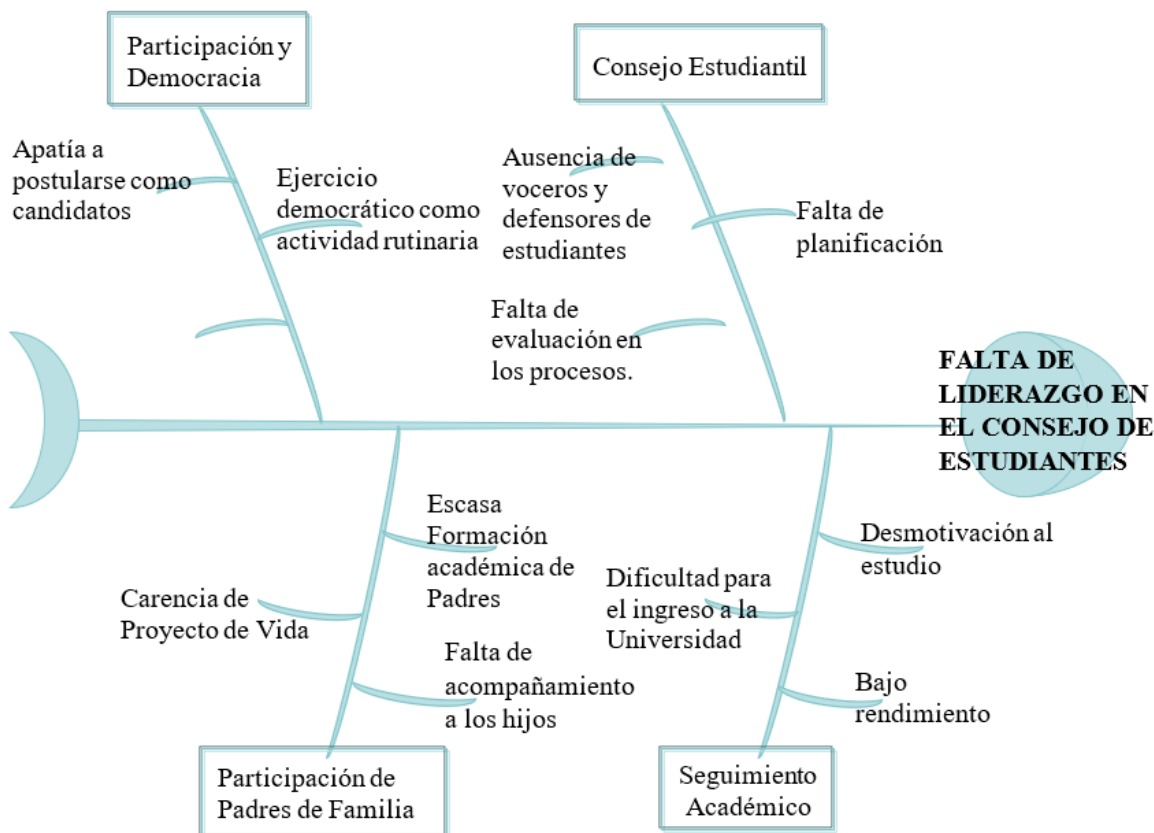 Participación y
Democracia
Consejo Estudiantil
Apatía a
postularse como
candidatos
Ejercicio
democrático como
actividad rutinaria
Ausencia de
voceros y
defensores de
estudiantes
Falta de
planificación
Falta de
evaluación en
los procesos.
FALTA DE
LIDERAZGO EN
EL CONSEJO DE
ESTUDIANTES
Escasa
Formación
académica de
Padres
Carencia de
Proyecto de Vida
Falta de
acompañamiento
a los hijos
Desmotivación al
estudio
Dificultad para
el ingreso a la
Universidad
Bajo
rendimiento
Participación de
Padres de Familia
Seguimiento
Académico